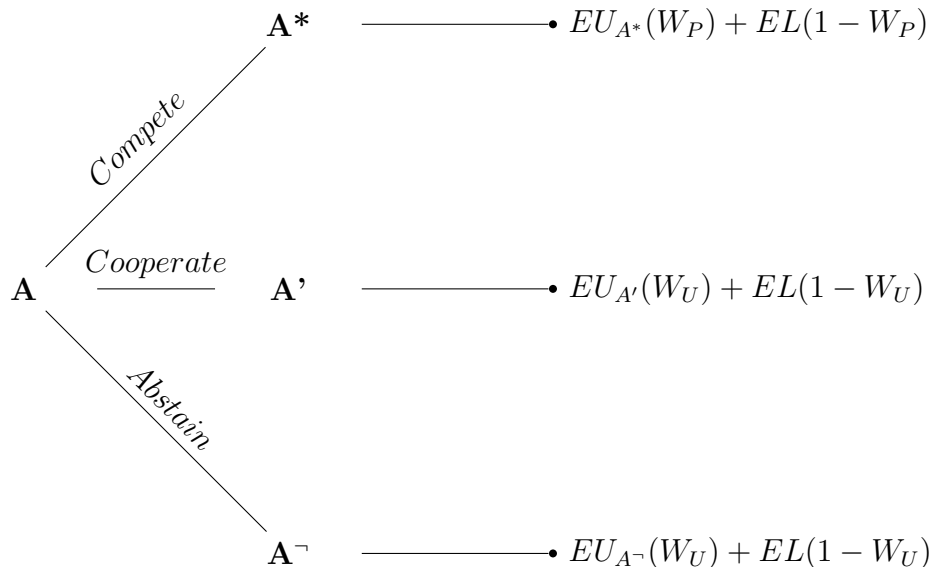 A* EU_{A*}(W_P) + EL(1 − W_P)
Compete
Cooperate
A A' EU_{A′}(W_U) + EL(1 − W_U)
Abstain
A¬ EU_{A¬}(W_U) + EL(1 − W_U)